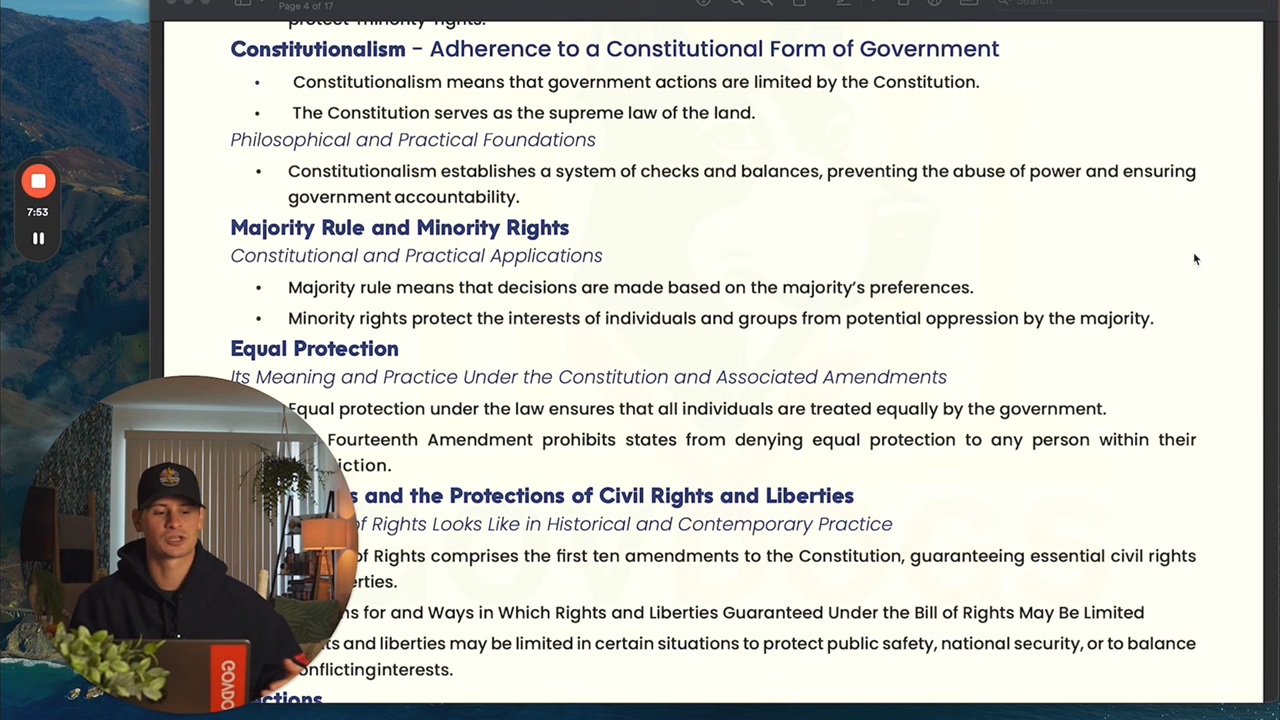 Page 4 of 17
Search
protect minority rights.
Constitutionalism – Adherence to a Constitutional Form of Government
• Constitutionalism means that government actions are limited by the Constitution.
• The Constitution serves as the supreme law of the land.
Philosophical and Practical Foundations
• Constitutionalism establishes a system of checks and balances, preventing the abuse of power and ensuring
government accountability.
7:53
Majority Rule and Minority Rights
Constitutional and Practical Applications
• Majority rule means that decisions are made based on the majority's preferences.
• Minority rights protect the interests of individuals and groups from potential oppression by the majority.
Equal Protection
Its Meaning and Practice Under the Constitution and Associated Amendments
Equal protection under the law ensures that all individuals are treated equally by the government.
Fourteenth Amendment prohibits states from denying equal protection to any person within their
iction.
s and the Protections of Civil Rights and Liberties
of Rights Looks Like in Historical and Contemporary Practice
of Rights comprises the first ten amendments to the Constitution, guaranteeing essential civil rights
erties.
ns for and Ways in Which Rights and Liberties Guaranteed Under the Bill of Rights May Be Limited
ts and liberties may be limited in certain situations to protect public safety, national security, or to balance
onflictinginterests.
ctions